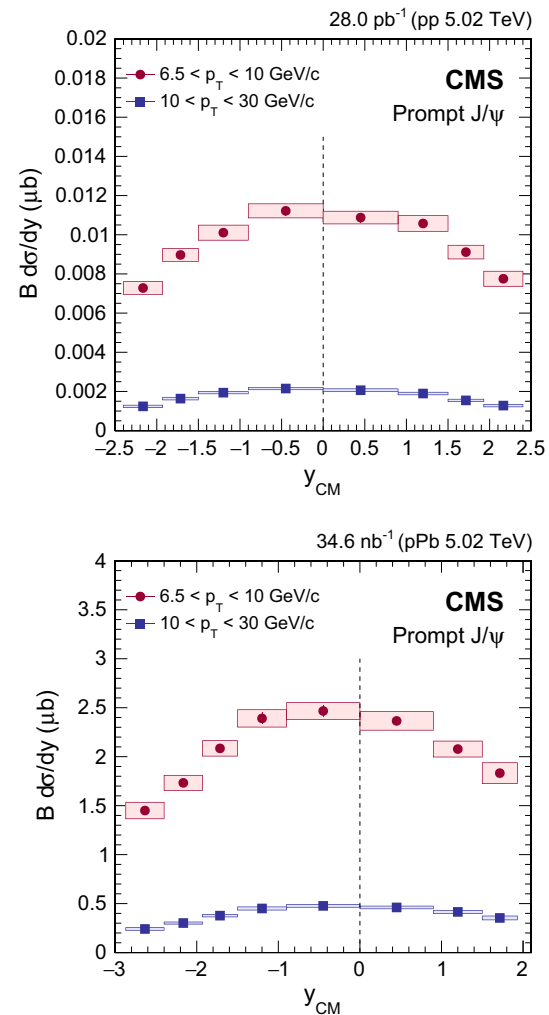 28.0 pb⁻¹ (pp 5.02 TeV)
0.02
6.5 < p_T < 10 GeV/c
CMS
0.018
10 < p_T < 30 GeV/c
Prompt J/ψ
0.016
0.014
0.012
0.01
0.008
0.006
0.004
0.002
0
B dσ/dy (μb)
−2.5 −2 −1.5 −1 −0.5 0 0.5 1 1.5 2 2.5
y_CM
34.6 nb⁻¹ (pPb 5.02 TeV)
4
6.5 < p_T < 10 GeV/c
CMS
3.5
10 < p_T < 30 GeV/c
Prompt J/ψ
3
2.5
2
1.5
1
0.5
0
B dσ/dy (μb)
−3 −2 −1 0 1 2
y_CM